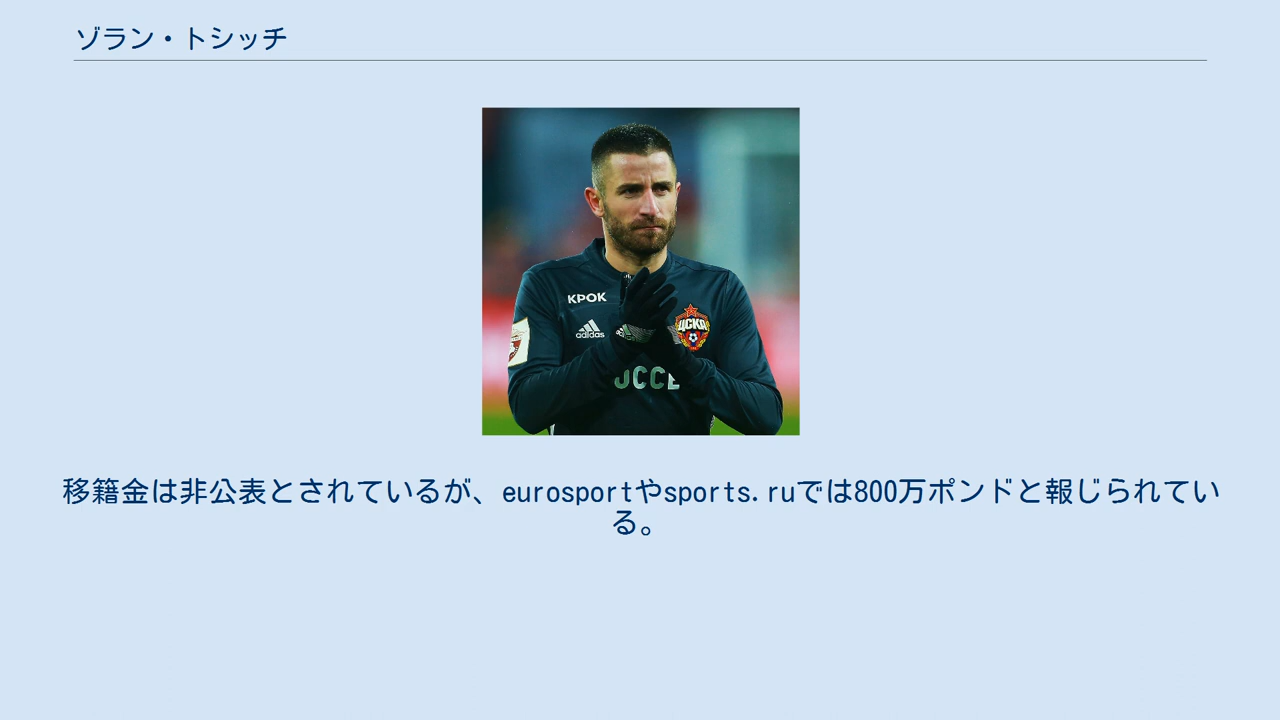 ゾラン・トシッチ
КРОК
adidas
ЦСКА
移籍金は非公表とされているが、eurosportやsports.ruでは800万ポンドと報じられてい
る。